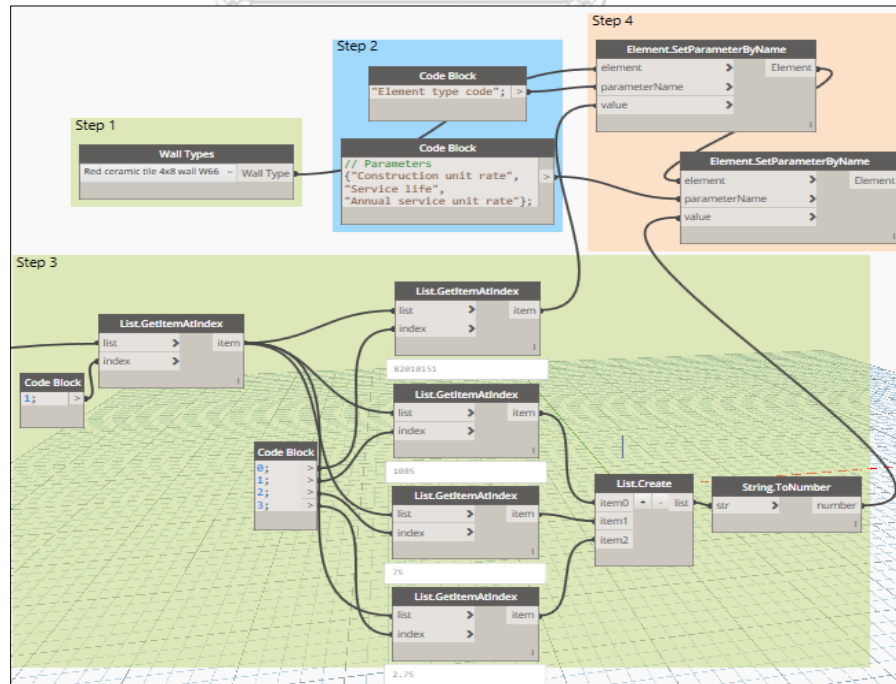 Step 4
Element.SetParameterByName
element > Element
parameterName >
value >
Step 2
Code Block
"Element type code"; >
Code Block
// Parameters
{"Construction unit rate",
"Service life",
"Annual service unit rate"};
>
Element.SetParameterByName
element > Element
parameterName >
value >
Step 1
Wall Types
Red ceramic tile 4x8 wall W66 Wall Type
Step 3
List.GetItemAtIndex
list > item
index >
Code Block
1; >
List.GetItemAtIndex
list > item
index >
B2010151
List.GetItemAtIndex
list > item
index >
1085
Code Block
0; >
1; >
2; >
3; >
List.GetItemAtIndex
list > item
index >
75
List.GetItemAtIndex
list > item
index >
2.75
List.Create
item0 + - list
item1
item2
String.ToNumber
str > number